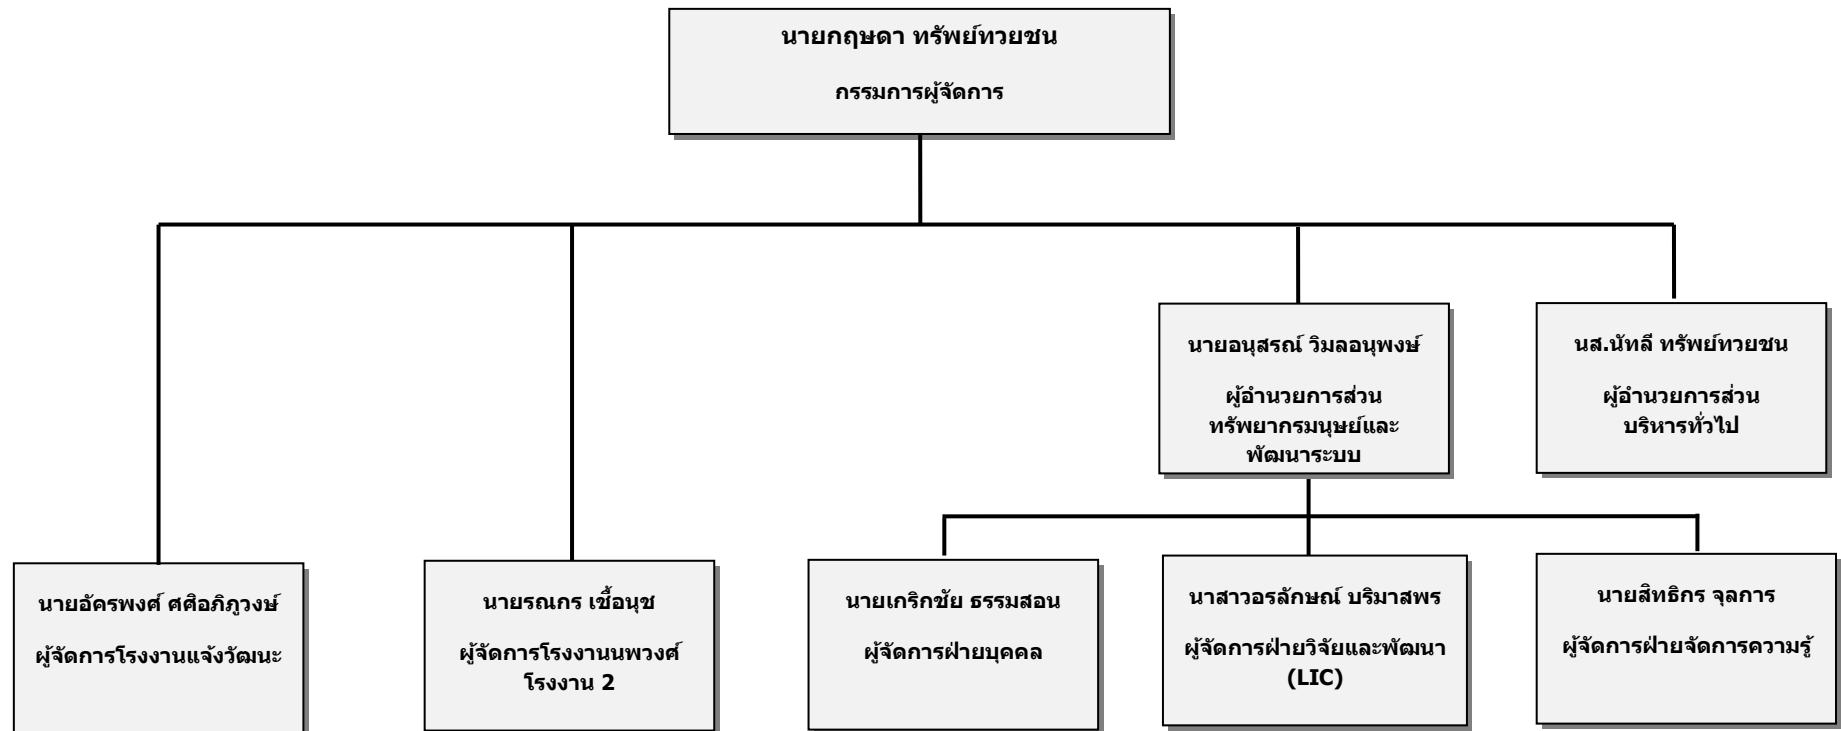 นายกฤษดา ทรัพย์ทวยชน
กรรมการผู้จัดการ
นายอนุสรณ์ วิมลอนุพงษ์
ผู้อำนวยการส่วน
ทรัพยากรมนุษย์และ
พัฒนาระบบ
นส.นัทลี ทรัพย์ทวยชน
ผู้อำนวยการส่วน
บริหารทั่วไป
นายอัครพงศ์ ศศิอภิภูวงษ์
ผู้จัดการโรงงานแจ้งวัฒนะ
นายรณกร เชื้อนุช
ผู้จัดการโรงงานนพวงศ์
โรงงาน 2
นายเกริกชัย ธรรมสอน
ผู้จัดการฝ่ายบุคคล
นาสาวอรลักษณ์ บริมาสพร
ผู้จัดการฝ่ายวิจัยและพัฒนา
(LIC)
นายสิทธิกร จุลการ
ผู้จัดการฝ่ายจัดการความรู้